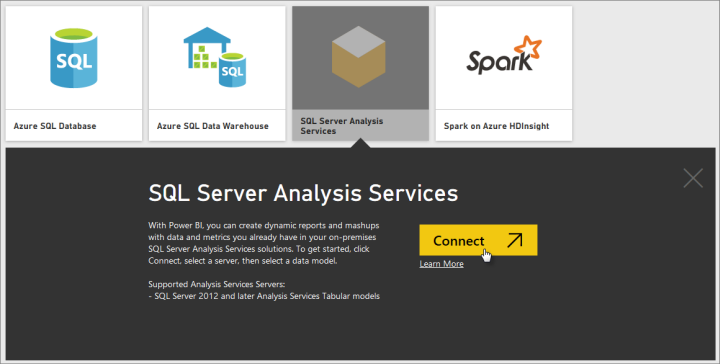 SQL
SQL
Spark
Azure SQL Database
Azure SQL Data Warehouse
SQL Server Analysis
Services
Spark on Azure HDInsight
SQL Server Analysis Services
With Power BI, you can create dynamic reports and mashups
with data and metrics you already have in your on-premises
SQL Server Analysis Services solutions. To get started, click
Connect, select a server, then select a data model.
Supported Analysis Services Servers:
- SQL Server 2012 and later Analysis Services Tabular models
Connect
Learn More